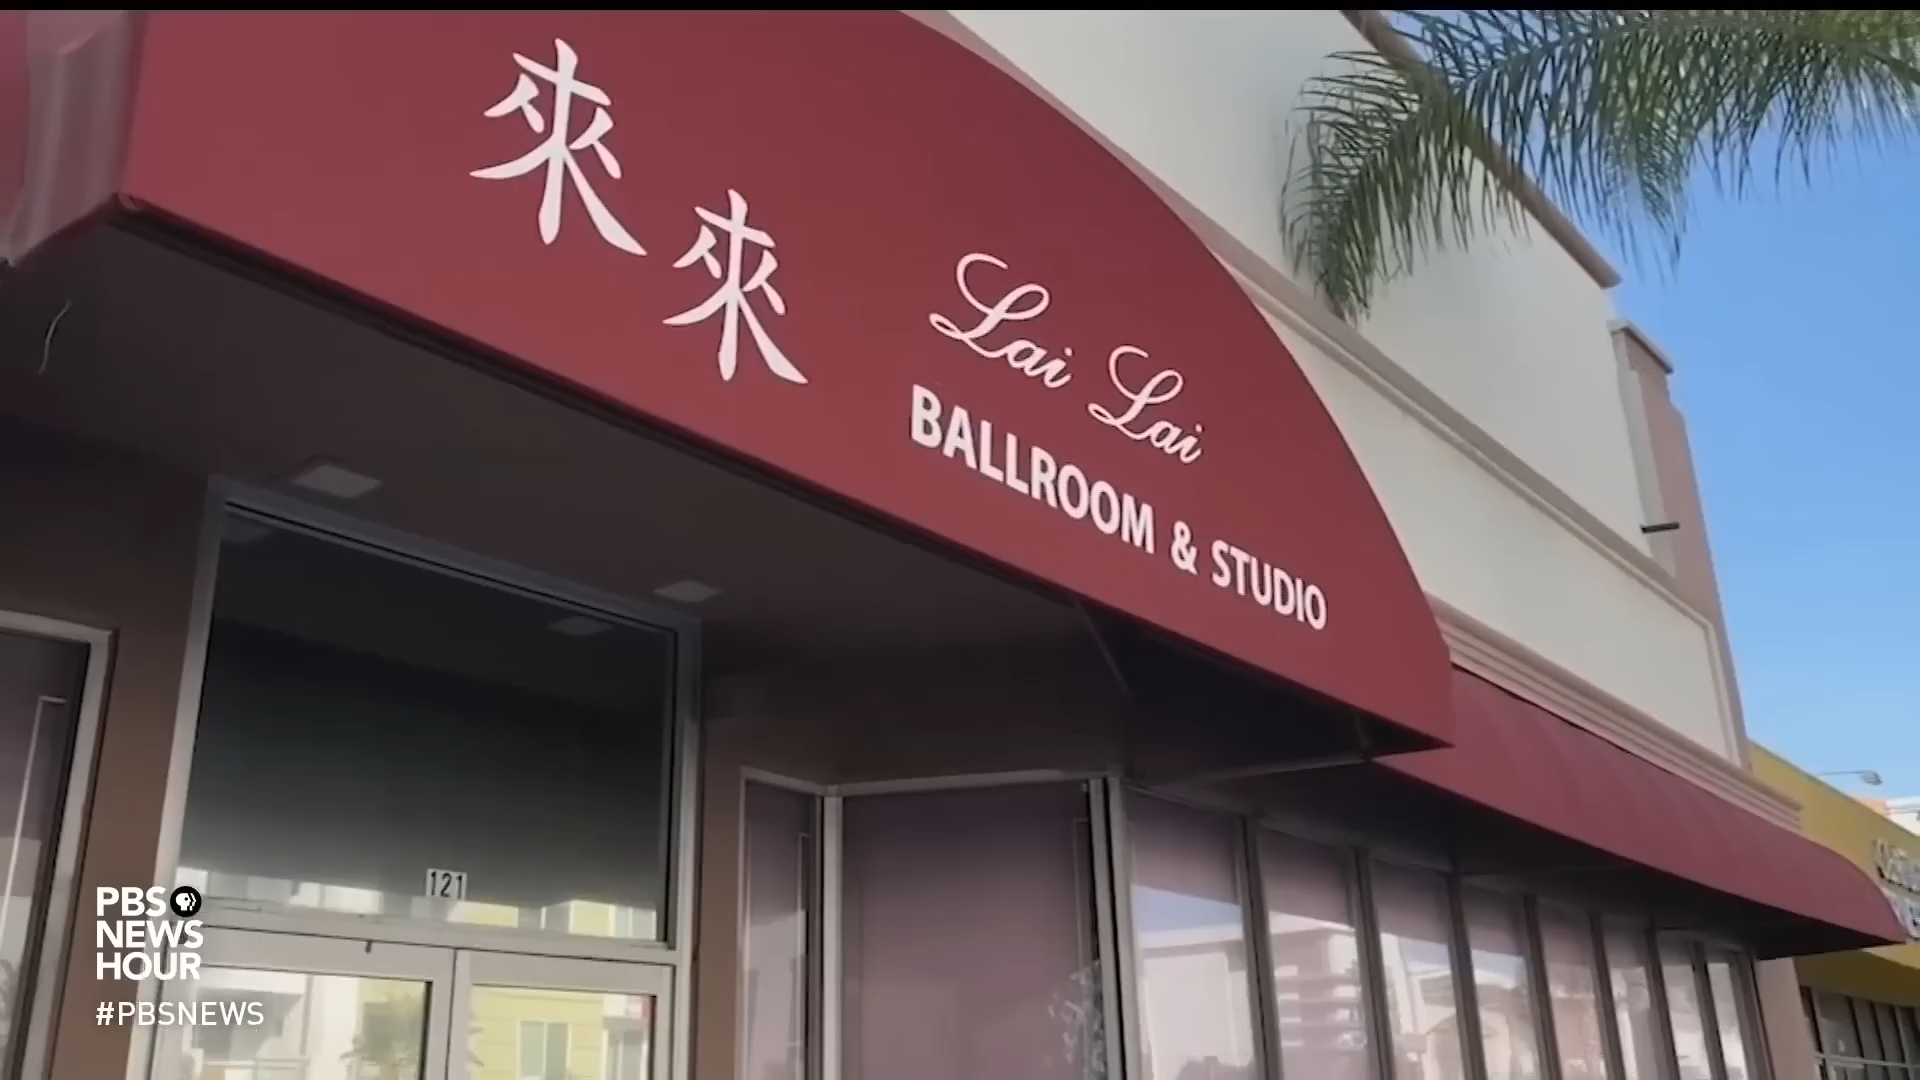 來來
Lai Lai
BALLROOM & STUDIO
121
PBS
NEWS
HOUR
#PBSNEWS